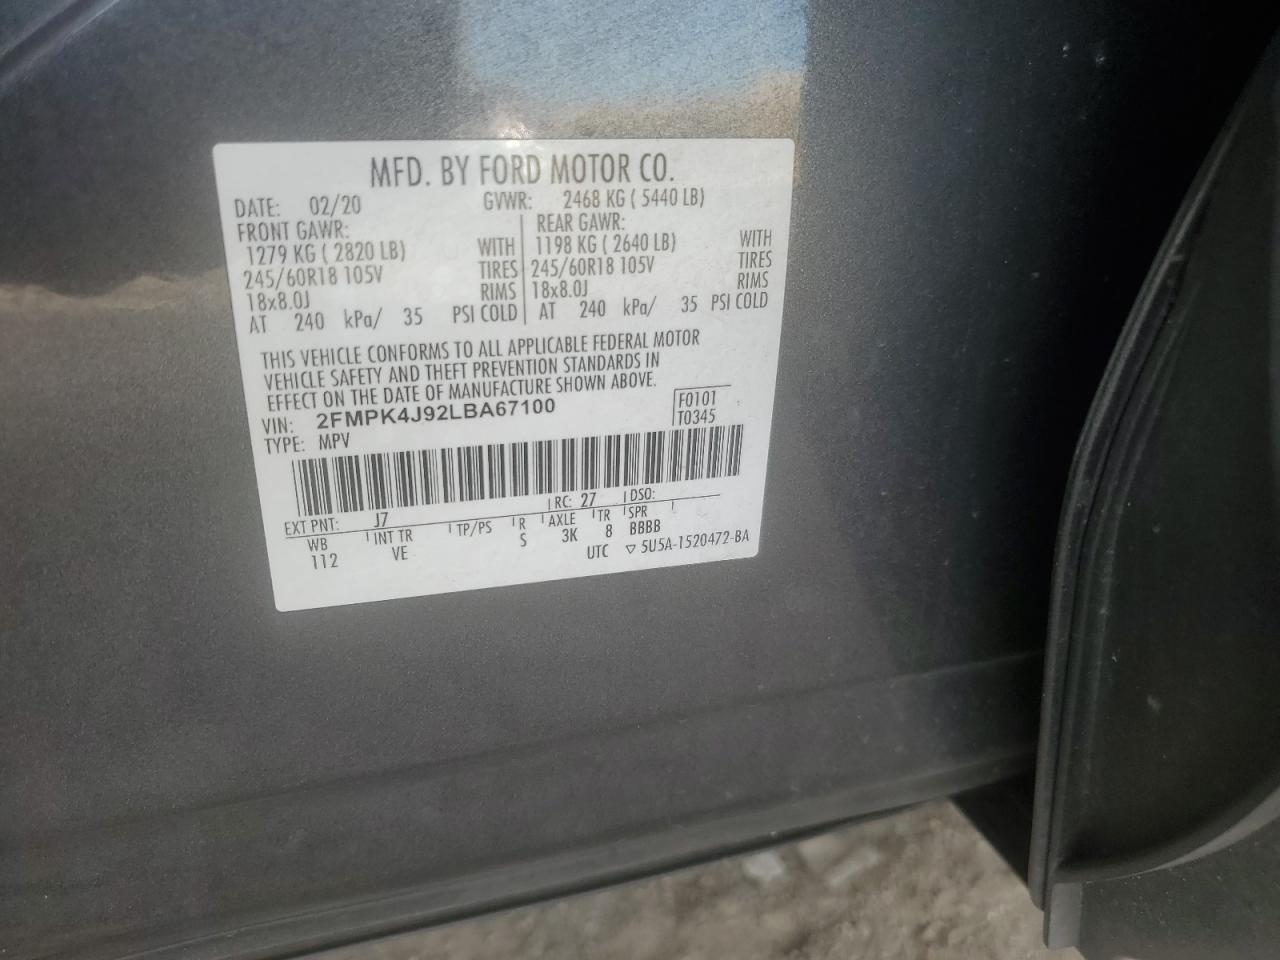 MFD. BY FORD MOTOR CO.
DATE: 02/20 GVWR: 2468 KG ( 5440 LB)
FRONT GAWR: REAR GAWR:
1279 KG ( 2820 LB) WITH 1198 KG ( 2640 LB) WITH
245/60R18 105V TIRES 245/60R18 105V TIRES
18x8.0J RIMS 18x8.0J RIMS
AT 240 kPa/ 35 PSI COLD AT 240 kPa/ 35 PSI COLD
THIS VEHICLE CONFORMS TO ALL APPLICABLE FEDERAL MOTOR
VEHICLE SAFETY AND THEFT PREVENTION STANDARDS IN
EFFECT ON THE DATE OF MANUFACTURE SHOWN ABOVE.
VIN: 2FMPK4J92LBA67100 F0101
TYPE: MPV T0345
EXT PNT: J7 RC: 27 DSO:
WB INT TR TP/PS R AXLE TR SPR
112 VE S 3K 8 BBBB
UTC ▽ 5U5A-1520472-BA